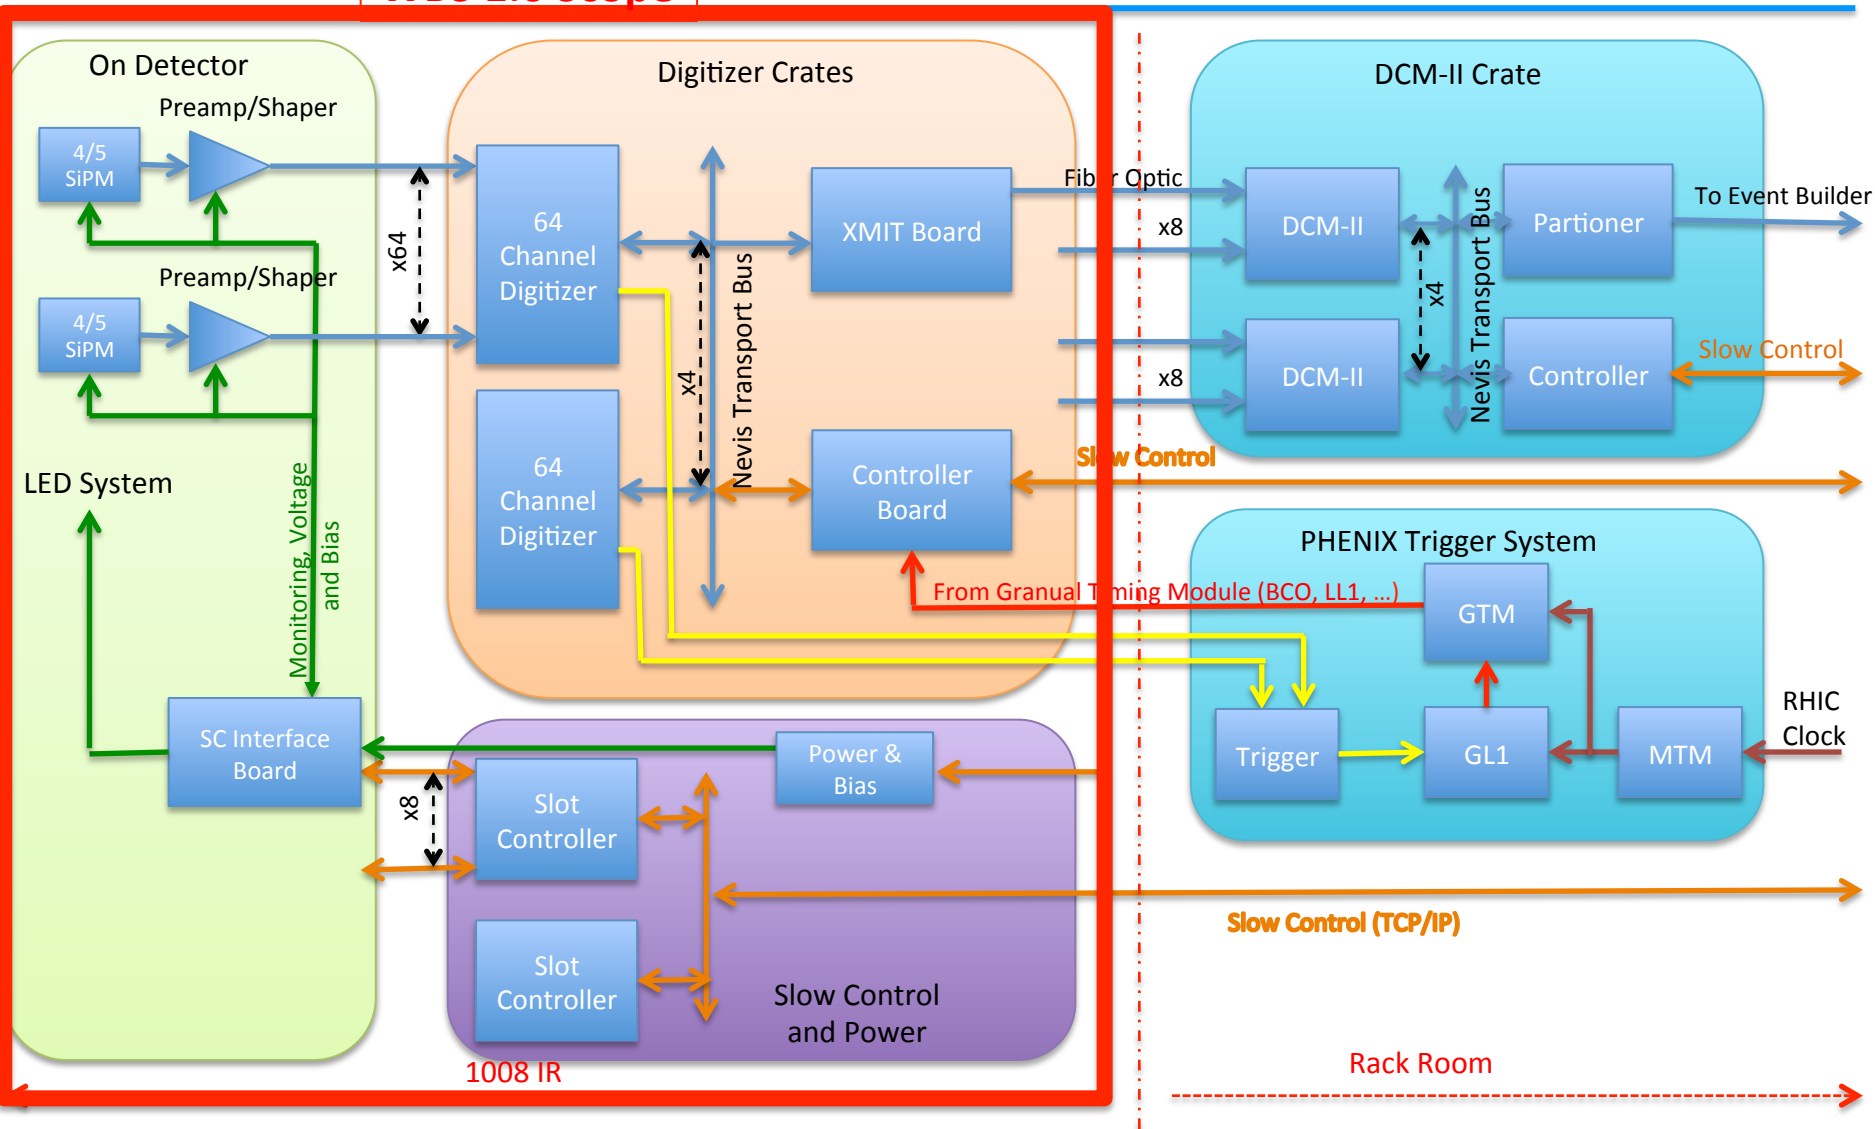 On Detector
Preamp/Shaper
4/5
SiPM
Preamp/Shaper
4/5
SiPM
x64
LED System
Monitoring, Voltage
and Bias
SC Interface
Board
Digitizer Crates
64
Channel
Digitizer
64
Channel
Digitizer
x4
Nevis Transport Bus
XMIT Board
Controller
Board
Fiber Optic
x8
x8
Slow Control
From Granual Timing Module (BCO, LL1, ...)
DCM-II Crate
DCM-II
DCM-II
x4
Nevis Transport Bus
Partioner
Controller
To Event Builder
Slow Control
PHENIX Trigger System
GTM
Trigger
GL1
MTM
RHIC
Clock
x8
Slot
Controller
Slot
Controller
Power &
Bias
Slow Control
and Power
Slow Control (TCP/IP)
1008 IR
Rack Room